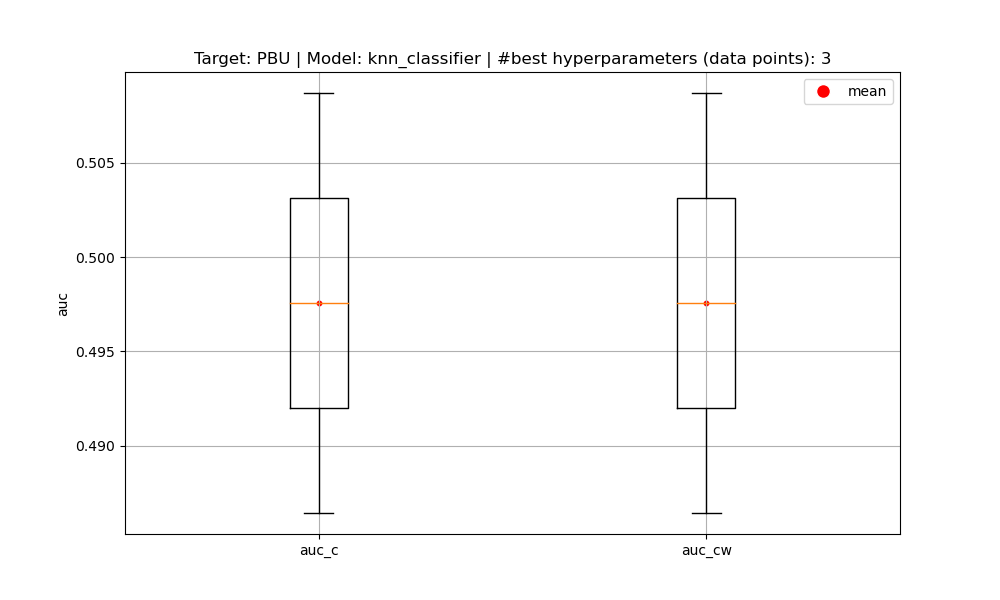 Target: PBU | Model: knn_classifier | #best hyperparameters (data points): 3
mean
0.505
0.500
0.495
0.490
auc
auc_c
auc_cw